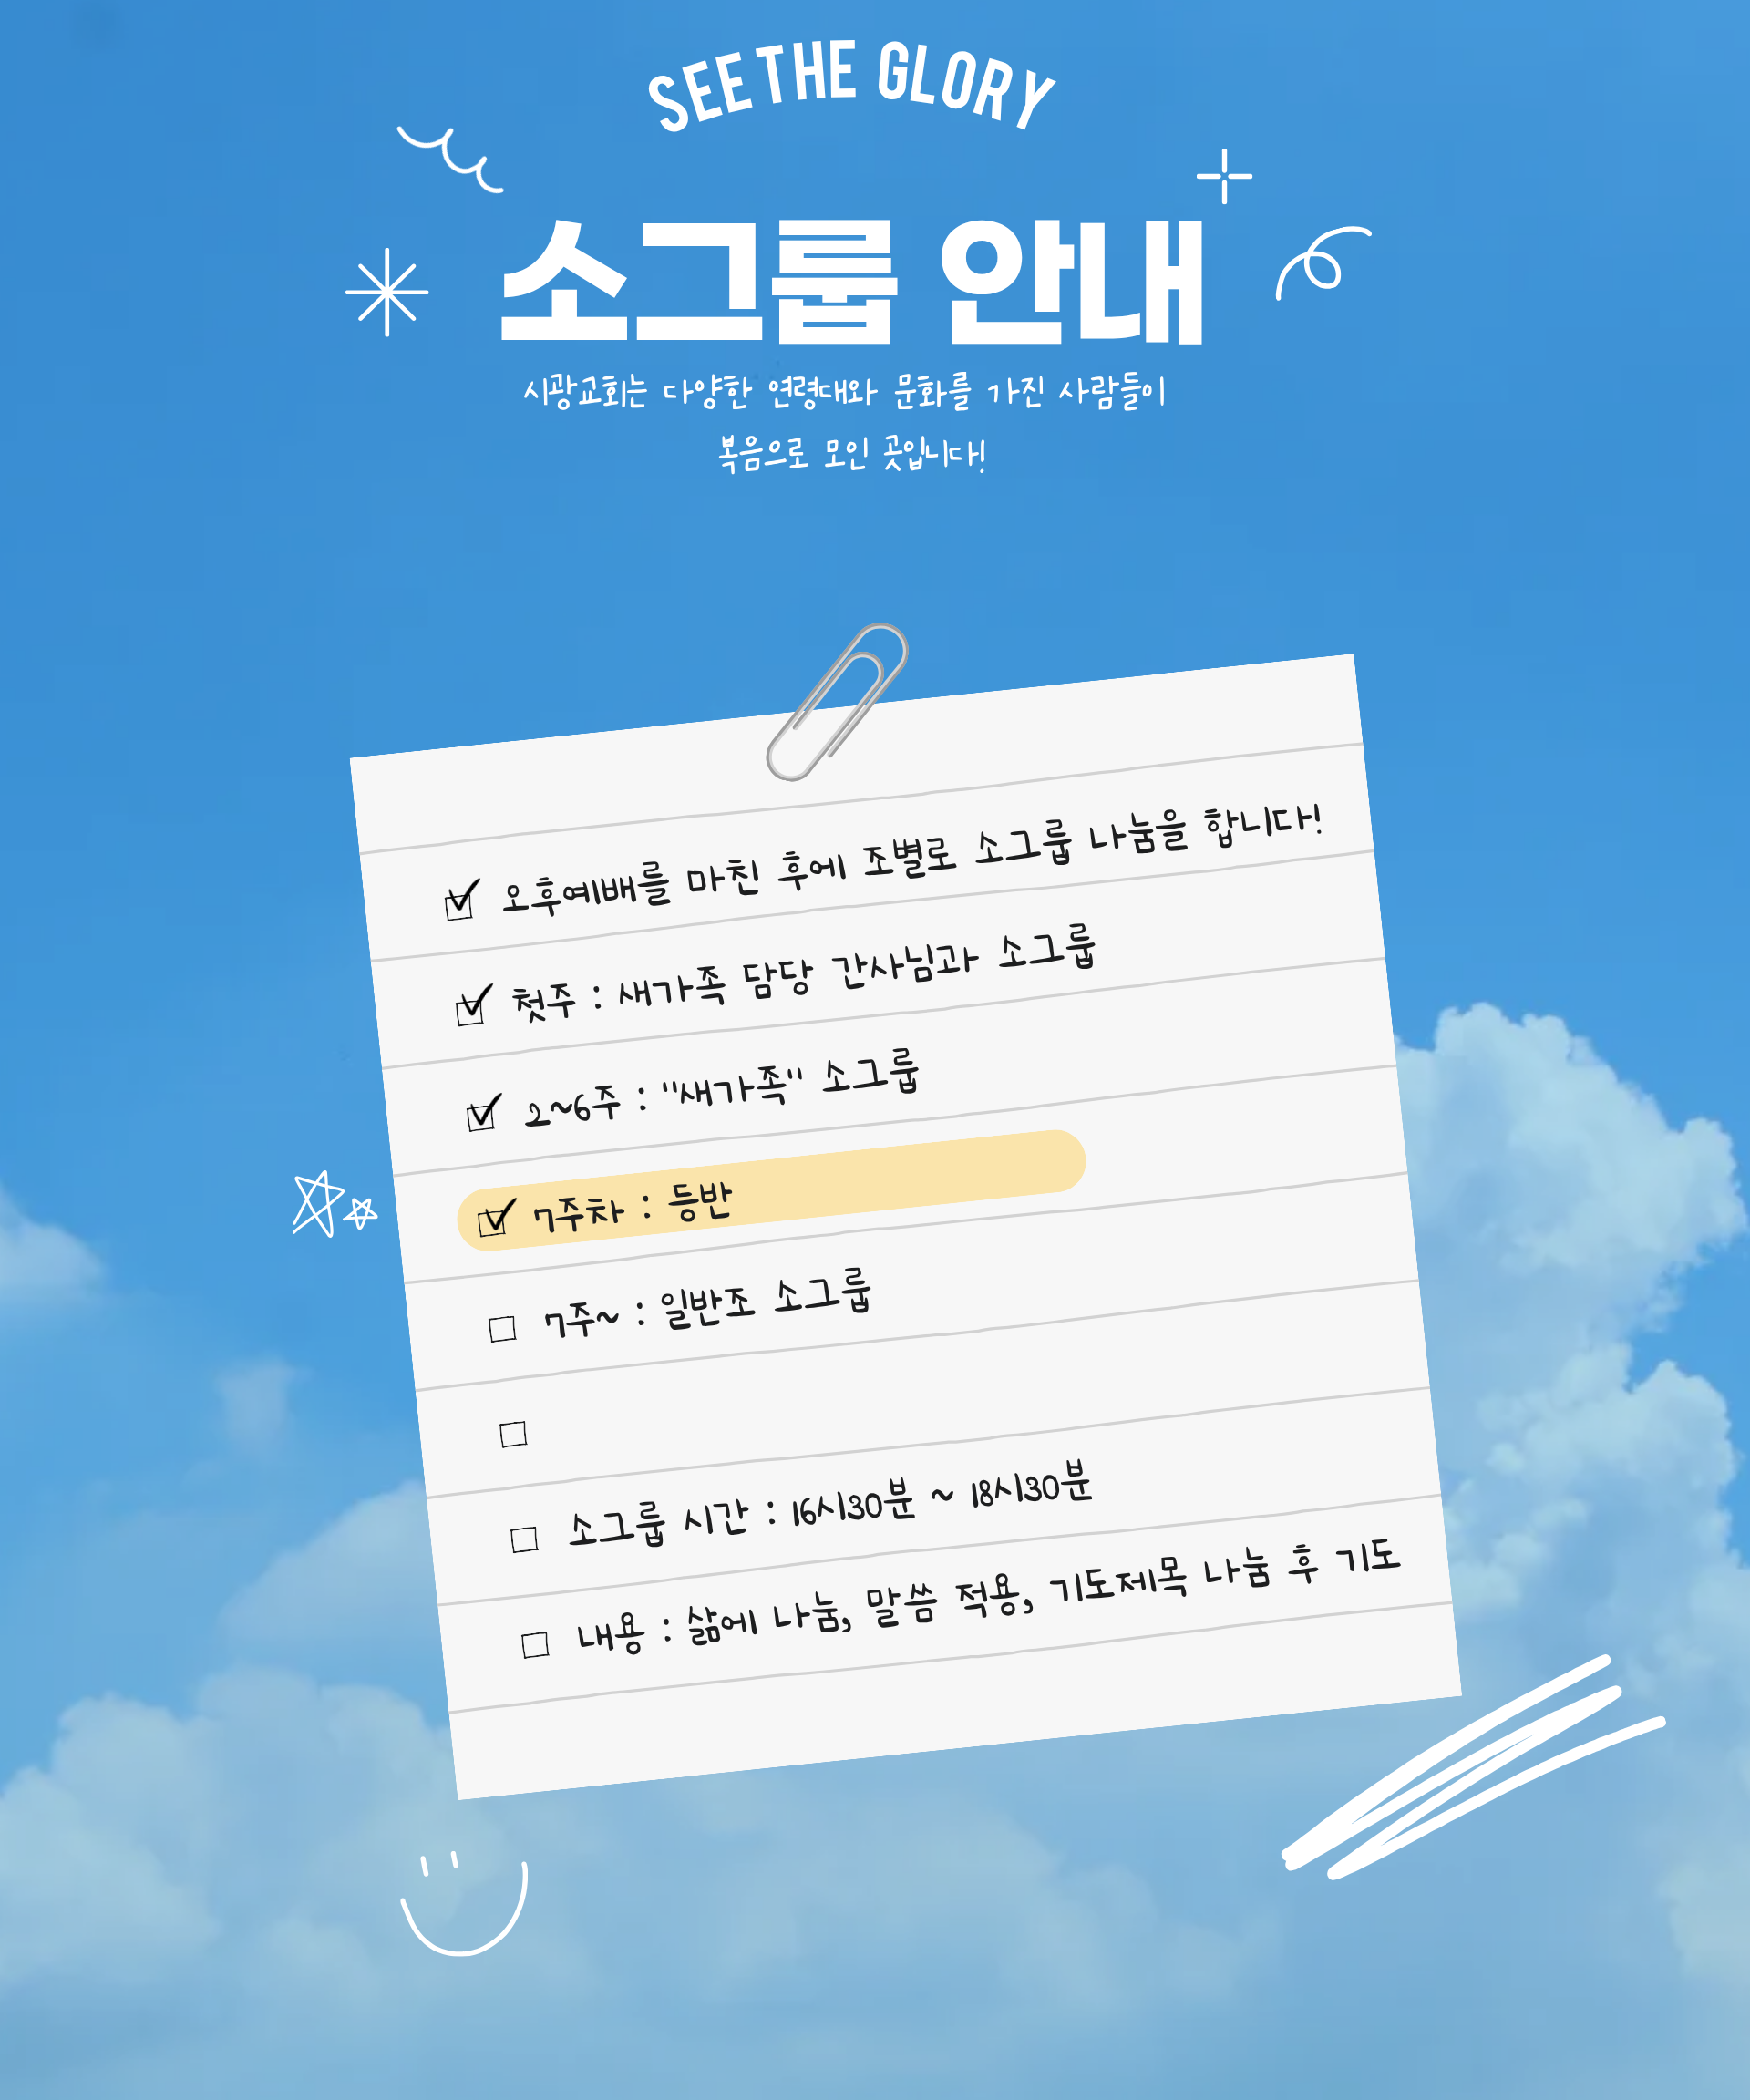 SEE THE GLORY
소그룹 안내
시광교회는 다양한 연령대와 문화를 가진 사람들이
복음으로 모인 곳입니다!
오후예배를 마친 후에 조별로 소그룹 나눔을 합니다!
첫주 : 새가족 담당 간사님과 소그룹
2~6주 : "새가족" 소그룹
7주차 : 등반
7주~ : 일반조 소그룹
소그룹 시간 : 16시30분 ~ 18시30분
내용 : 삶에 나눔, 말씀 적용, 기도제목 나눔 후 기도